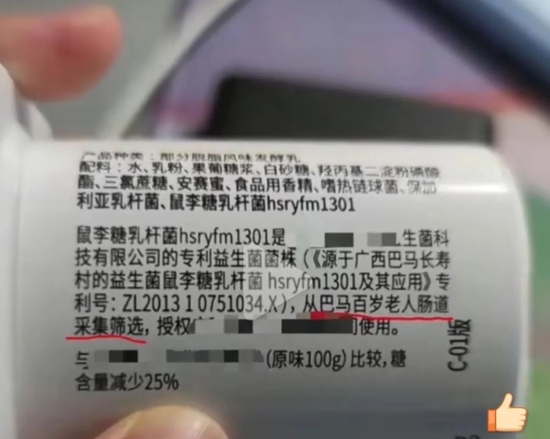 产品种类：部分脱脂风味发酵乳
配料：水、乳粉、果葡糖浆、白砂糖、羟丙基二淀粉磷酸
酯、三氯蔗糖、安赛蜜、食品用香精、嗜热链球菌、保加
利亚乳杆菌、鼠李糖乳杆菌hsryfm1301
鼠李糖乳杆菌hsryfm1301是
生菌科
技有限公司的专利益生菌菌株（《源于广西巴马长寿
村的益生菌鼠李糖乳杆菌 hsryfm1301及其应用》专
利号：ZL2013 1 0751034.X），从巴马百岁老人肠道
采集筛选，授权
使用。
与
(原味100g) 比较，糖
含量减少25%
C-01版